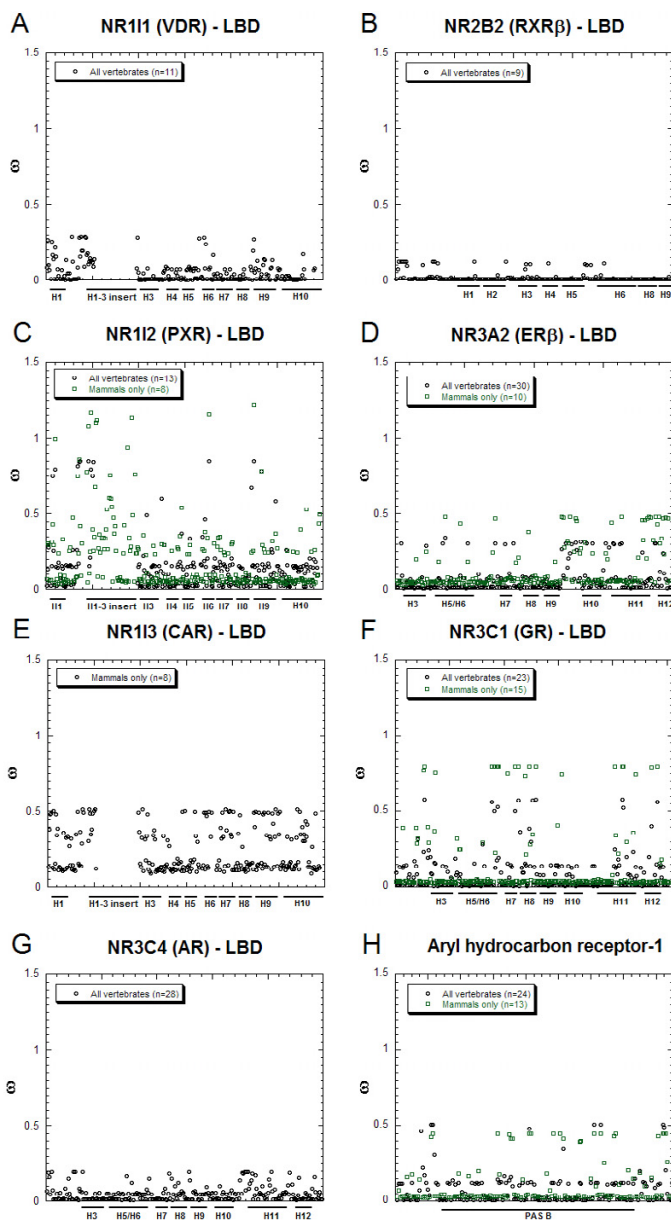 A
NR1I1 (VDR) - LBD
1.5
All vertebrates (n=11)
1
ω
0.5
0
H1 H1-3 insert H3 H4 H5 H6 H7 H8 H9 H10
B
NR2B2 (RXRβ) - LBD
1.5
All vertebrates (n=9)
1
ω
0.5
0
H1 H2 H3 H4 H5 H6 H8 H9
C
NR1I2 (PXR) - LBD
1.5
All vertebrates (n=13)
Mammals only (n=8)
1
ω
0.5
0
II1 II1-3 insert II3 II4 II5 II6 II7 II8 II9 H10
D
NR3A2 (ERβ) - LBD
1.5
All vertebrates (n=30)
Mammals only (n=10)
1
ω
0.5
0
H3 H5/H6 H7 H8 H9 H10 H11 H12
E
NR1I3 (CAR) - LBD
1.5
Mammals only (n=8)
1
ω
0.5
0
H1 H1-3 insert H3 H4 H5 H6 H7 H8 H9 H10
F
NR3C1 (GR) - LBD
1.5
All vertebrates (n=23)
Mammals only (n=15)
1
ω
0.5
0
H3 H5/H6 H7 H8 H9 H10 H11 H12
G
NR3C4 (AR) - LBD
1.5
All vertebrates (n=28)
1
ω
0.5
0
H3 H5/H6 H7 H8 H9 H10 H11 H12
H
Aryl hydrocarbon receptor-1
1.5
All vertebrates (n=24)
Mammals only (n=13)
1
ω
0.5
0
PAS B